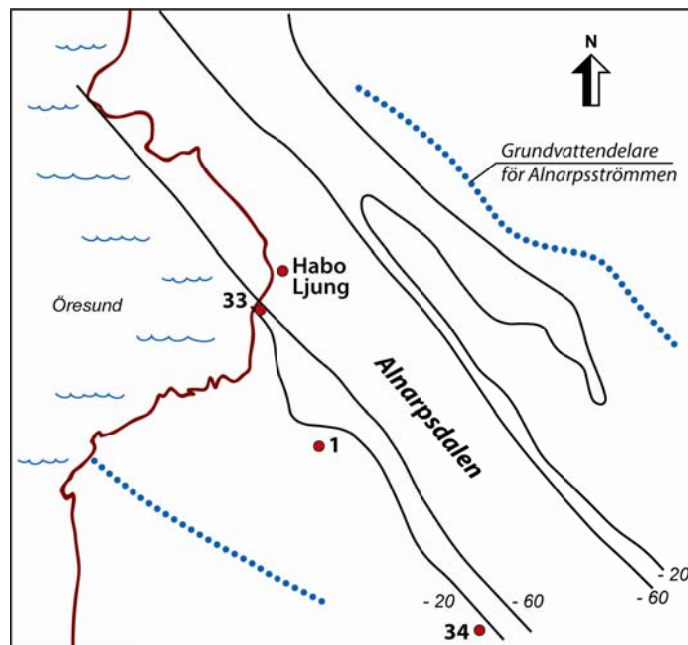 N
Grundvattendelare
för Alnarpsströmmen
Habo
Ljung
33
Öresund
Alnarpsdalen
1
- 20
- 60
- 20
- 60
34